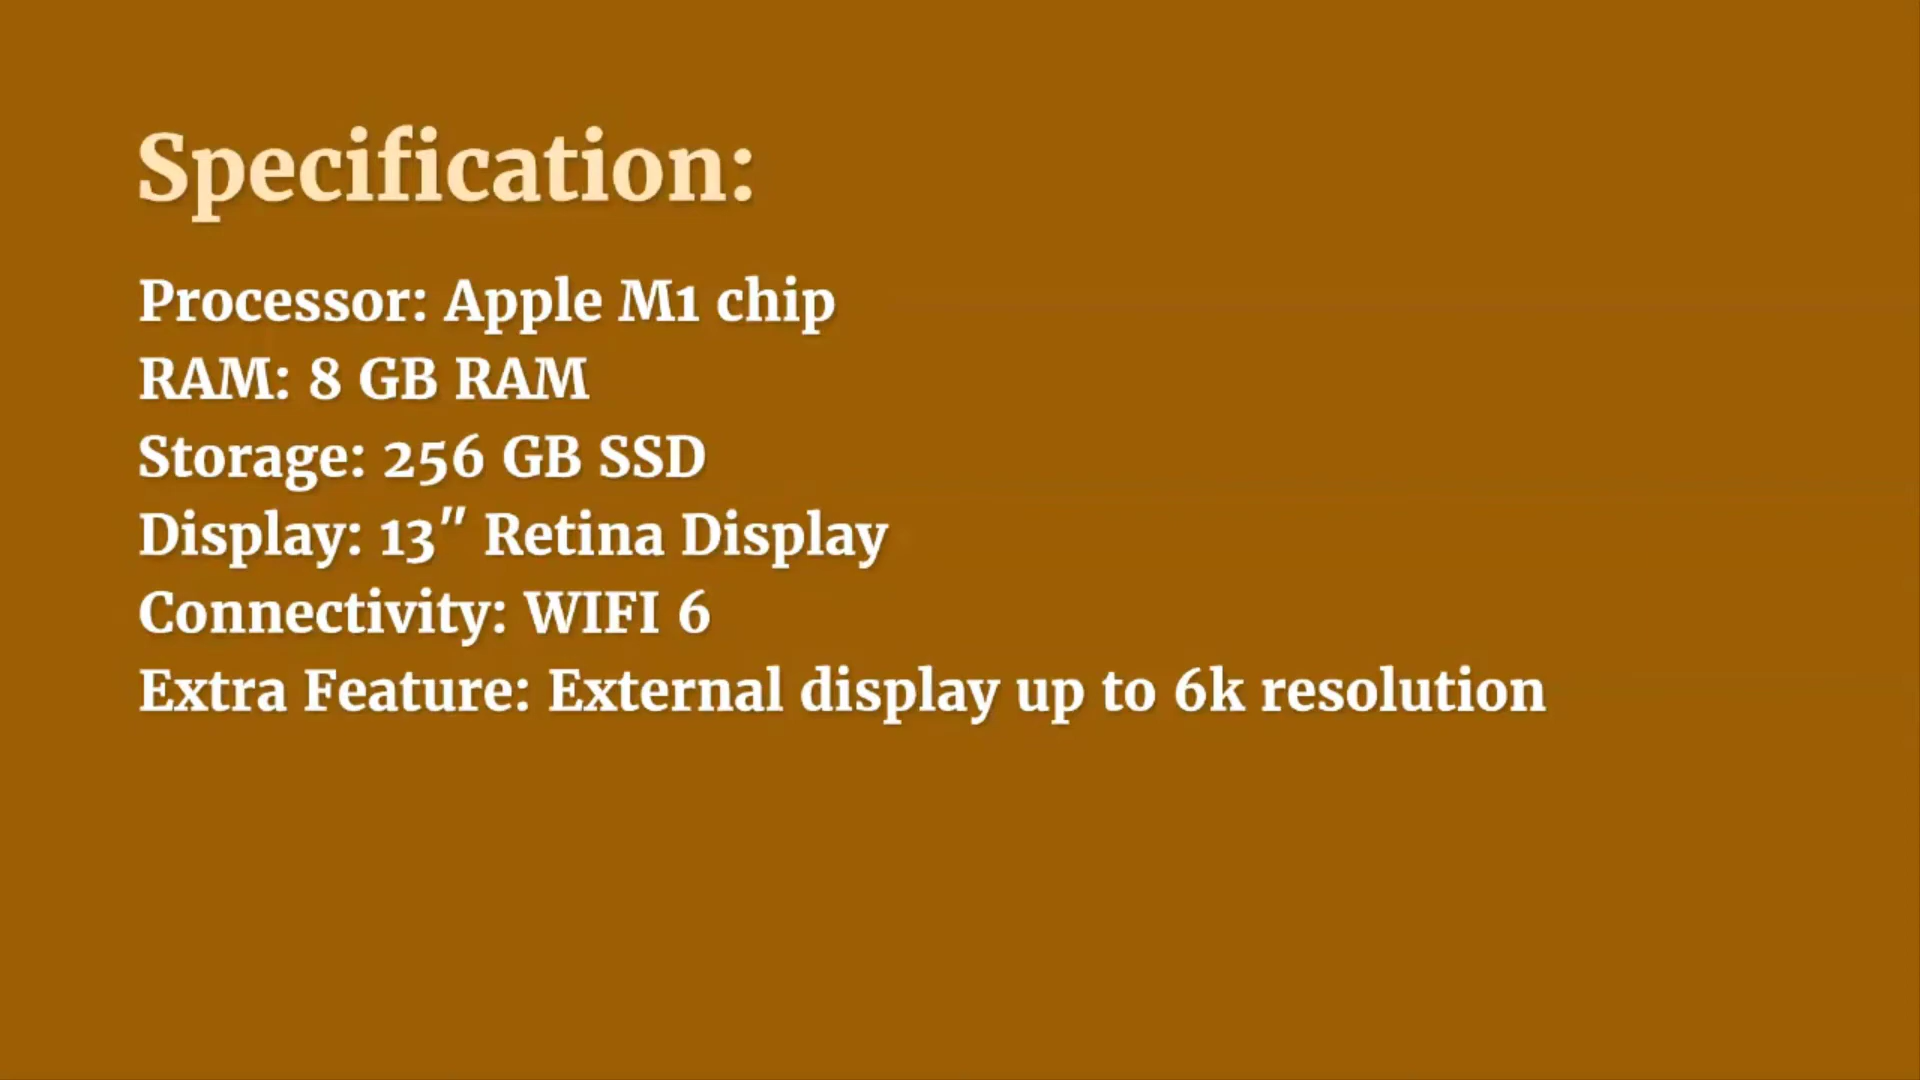 Specification:
Processor: Apple M1 chip
RAM: 8 GB RAM
Storage: 256 GB SSD
Display: 13″ Retina Display
Connectivity: WIFI 6
Extra Feature: External display up to 6k resolution